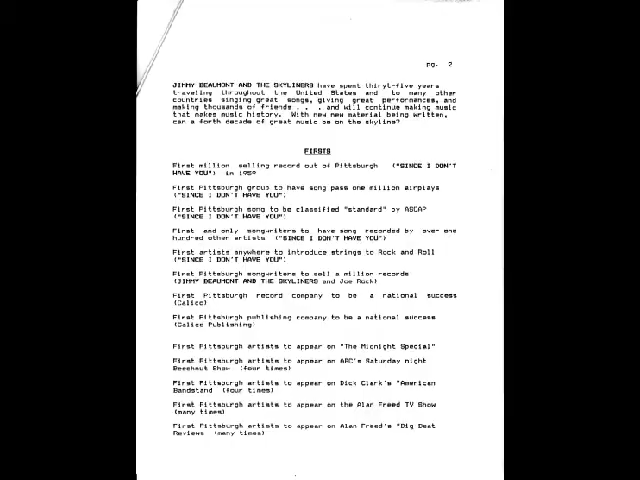 pg. 2
JIMMY BEAUMONT AND THE SKYLINERS have spent thiryt-five years
traveling throughout the United States and to many other
countries singing great songs, giving great performances, and
making thousands of friends . . . and will continue making music
that makes music history. With new new material being written,
can a forth decade of great music be on the skyline?
FIRSTS
First million selling record out of Pittsburgh ("SINCE I DON'T
HAVE YOU") in 1959
First Pittsburgh group to have song pass one million airplays
("SINCE I DON'T HAVE YOU")
First Pittsburgh song to be classified "standard" by ASCAP
("SINCE I DON'T HAVE YOU")
First and only songwriters to have song recorded by over one
hundred other artists ("SINCE I DON'T HAVE YOU")
First artists anywhere to introduce strings to Rock and Roll
("SINCE I DON'T HAVE YOU")
First Pittsburgh songwriters to sell a million records
(JIMMY BEAUMONT AND THE SKYLINERS and Joe Rock)
First Pittsburgh record company to be a national success
(Calico)
First Pittsburgh publishing company to be a national success
(Calico Publishing)
First Pittsburgh artists to appear on "The Midnight Special"
First Pittsburgh artists to appear on ABC's Saturday night
Beechnut Show (four times)
First Pittsburgh artists to appear on Dick Clark's "American
Bandstand (four times)
First Pittsburgh artists to appear on the Alan Freed TV Show
(many times)
First Pittsburgh artists to appear on Alan Freed's "Big Beat
Reviews (many times)